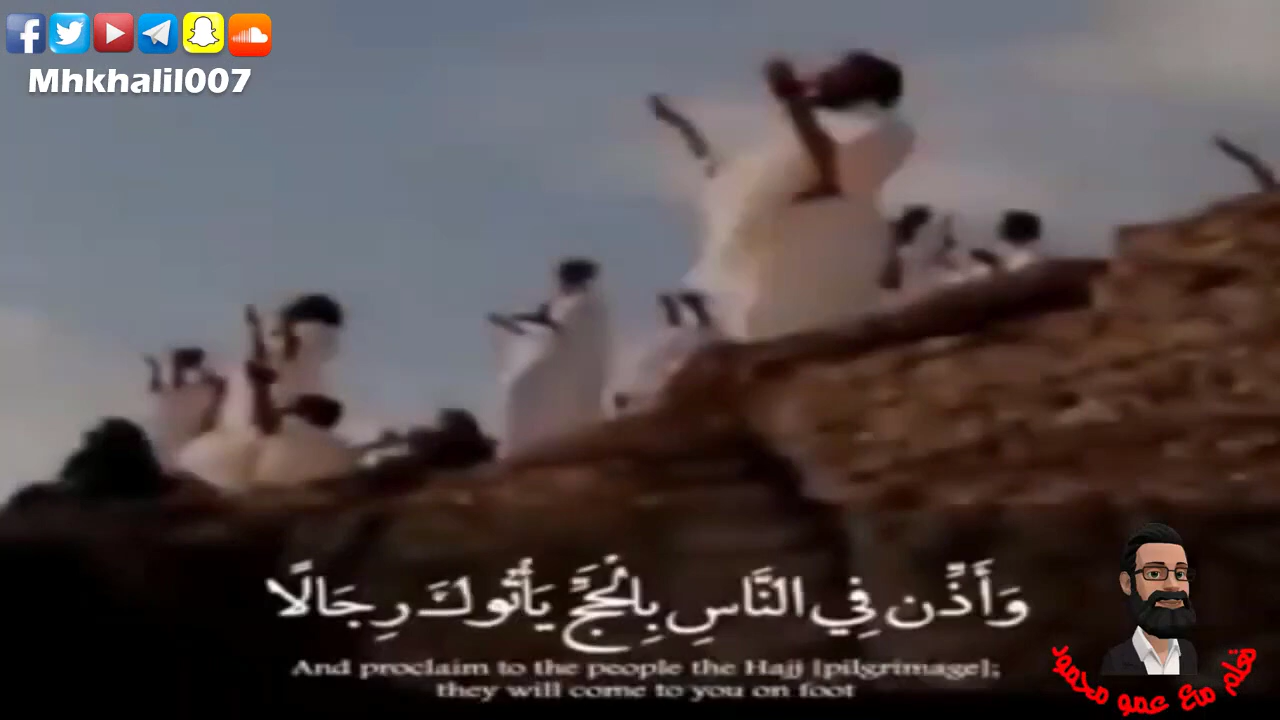 Mhkhalil007
وَأَذِّن فِي النَّاسِ بِالْحَجِّ يَأْتُوكَ رِجَالًا
And proclaim to the people the Hajj [pilgrimage];
they will come to you on foot
تعلم مع عمو محمود